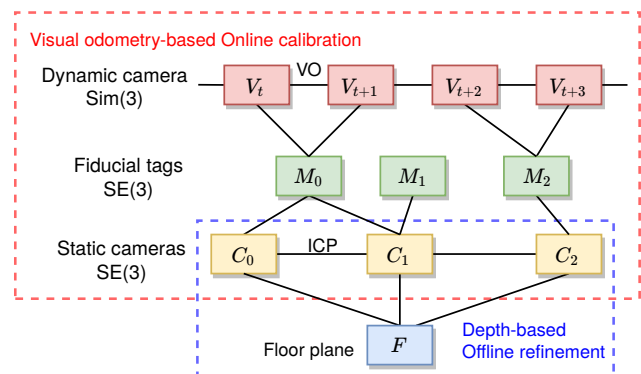 Visual odometry-based Online calibration
Dynamic camera
Sim(3)
VO
V_t
V_{t+1}
V_{t+2}
V_{t+3}
Fiducial tags
SE(3)
M_0
M_1
M_2
Static cameras
SE(3)
C_0
ICP
C_1
C_2
Floor plane
F
Depth-based
Offline refinement